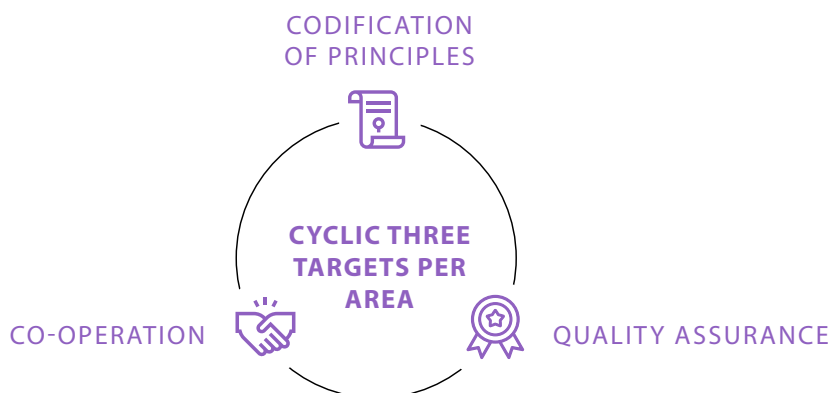 CODIFICATION
OF PRINCIPLES
CYCLIC THREE
TARGETS PER
AREA
CO-OPERATION
QUALITY ASSURANCE